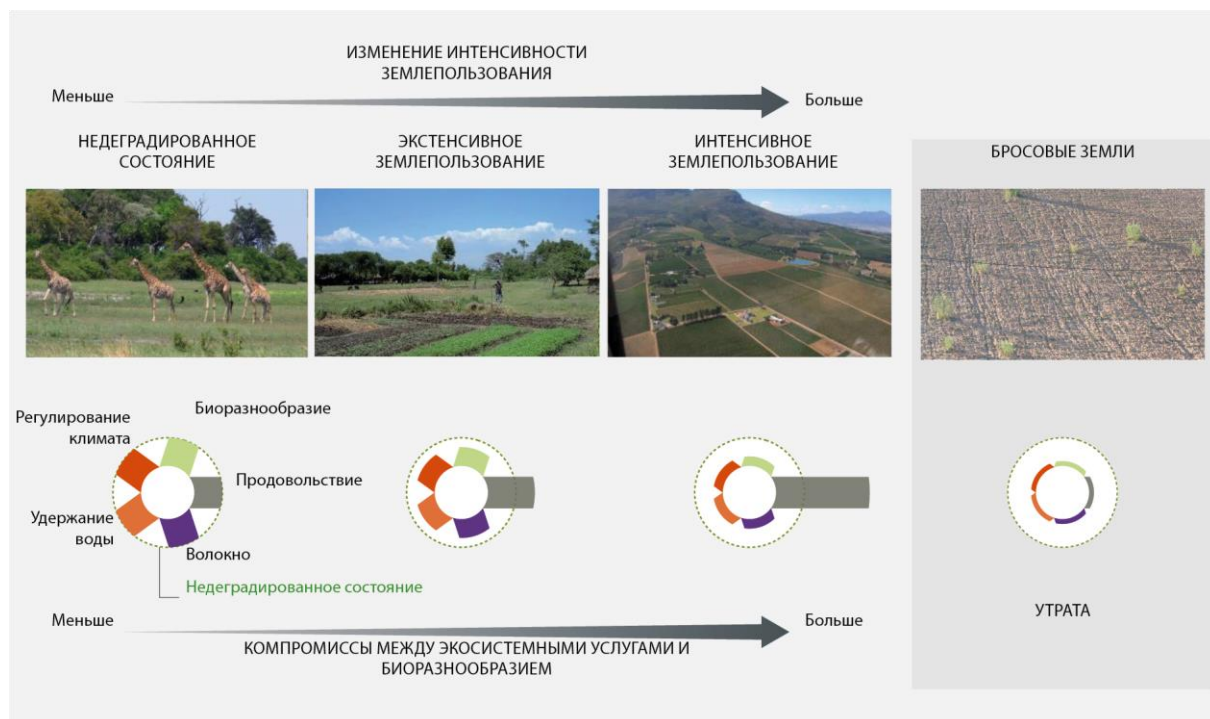 ИЗМЕНЕНИЕ ИНТЕНСИВНОСТИ
ЗЕМЛЕПОЛЬЗОВАНИЯ
Меньше
Больше
НЕДЕГРАДИРОВАННОЕ
СОСТОЯНИЕ
ЭКСТЕНСИВНОЕ
ЗЕМЛЕПОЛЬЗОВАНИЕ
ИНТЕНСИВНОЕ
ЗЕМЛЕПОЛЬЗОВАНИЕ
БРОСОВЫЕ ЗЕМЛИ
Биоразнообразие
Регулирование
климата
Продовольствие
Удержание
воды
Волокно
Недеградированное состояние
Меньше
Больше
УТРАТА
КОМПРОМИССЫ МЕЖДУ ЭКОСИСТЕМНЫМИ УСЛУГАМИ И
БИОРАЗНООБРАЗИЕМ